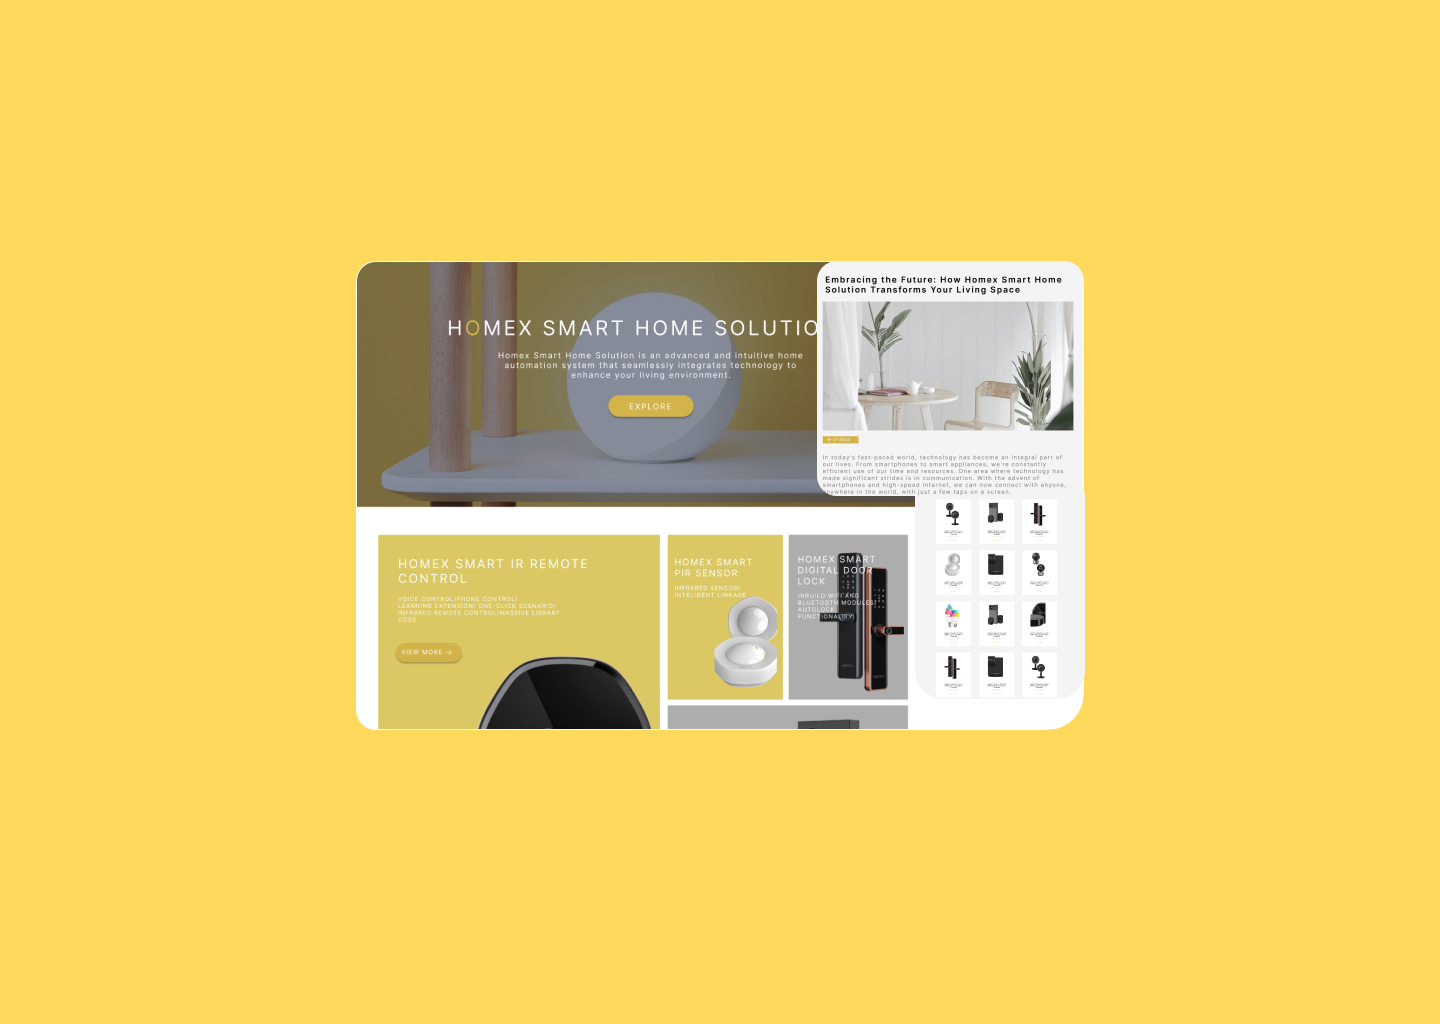 HOMEX SMART HOME SOLUTIO
Homex Smart Home Solution is an advanced and intuitive home
automation system that seamlessly integrates technology to
enhance your living environment.
EXPLORE
Embracing the Future: How Homex Smart Home
Solution Transforms Your Living Space
In today's fast-paced world, technology has become an integral part of
our lives. From smartphones to smart appliances, we're constantly
efficient use of our time and resources. One area where technology has
made significant strides is in communication. With the advent of
smartphones and high-speed internet, we can now connect with anyone,
anywhere in the world, with just a few taps on a screen.
HOMEX SMART IR REMOTE
CONTROL
VOICE CONTROL/PHONE CONTROL/
LEARNING EXTENSION/ ONE-CLICK SCENARIO/
INFRARED REMOTE CONTROL/MASSIVE LIBRARY
CODE
VIEW MORE
HOMEX SMART
PIR SENSOR
INFRARED SENSOR/
INTELIGENT LINKAGE
HOMEX SMART
DIGITAL DOOR
LOCK
INBUILD WIFI AND
BLUETOOTH MODULES/
AUTOLOCK
FUNCTIONALITY/